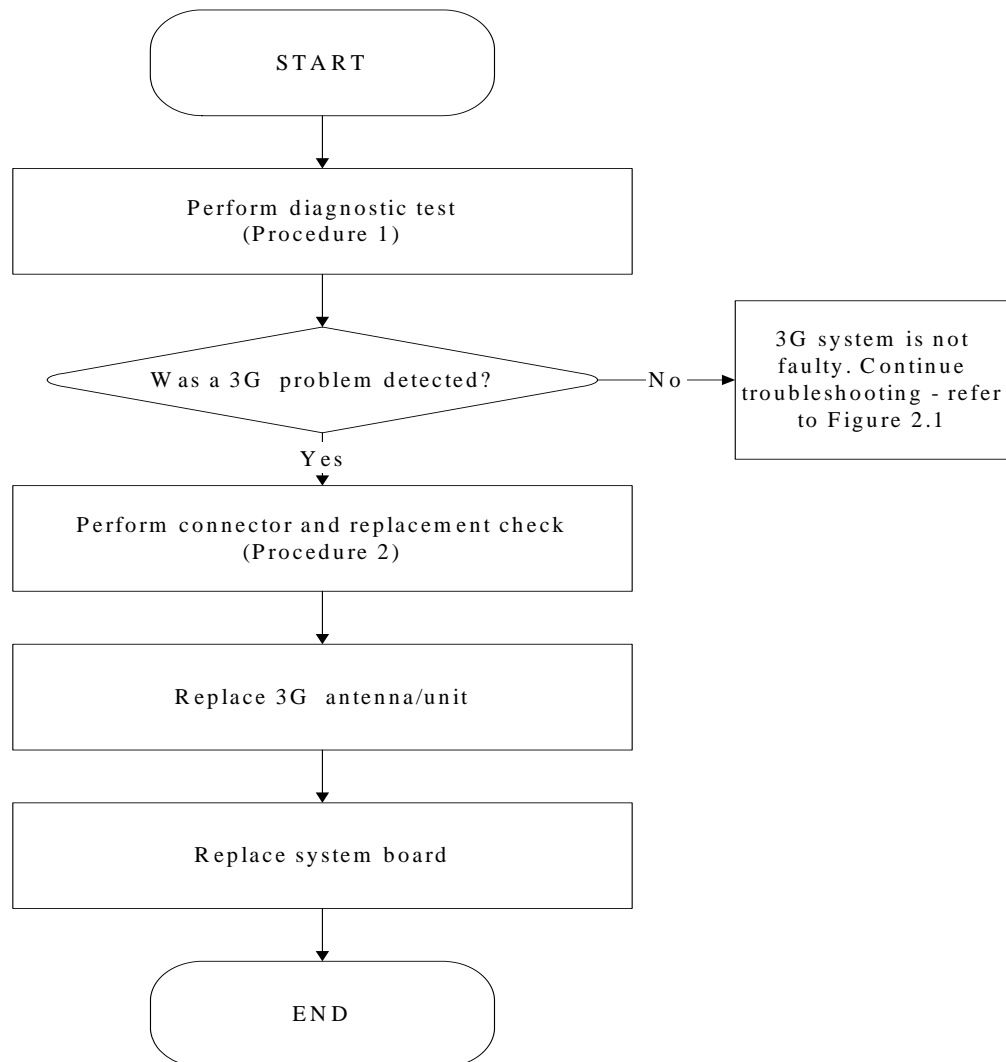 START
Perform diagnostic test
(Procedure 1)
Was a 3G problem detected?
No
3G system is not
faulty. Continue
troubleshooting - refer
to Figure 2.1
Yes
Perform connector and replacement check
(Procedure 2)
Replace 3G antenna/unit
Replace system board
END